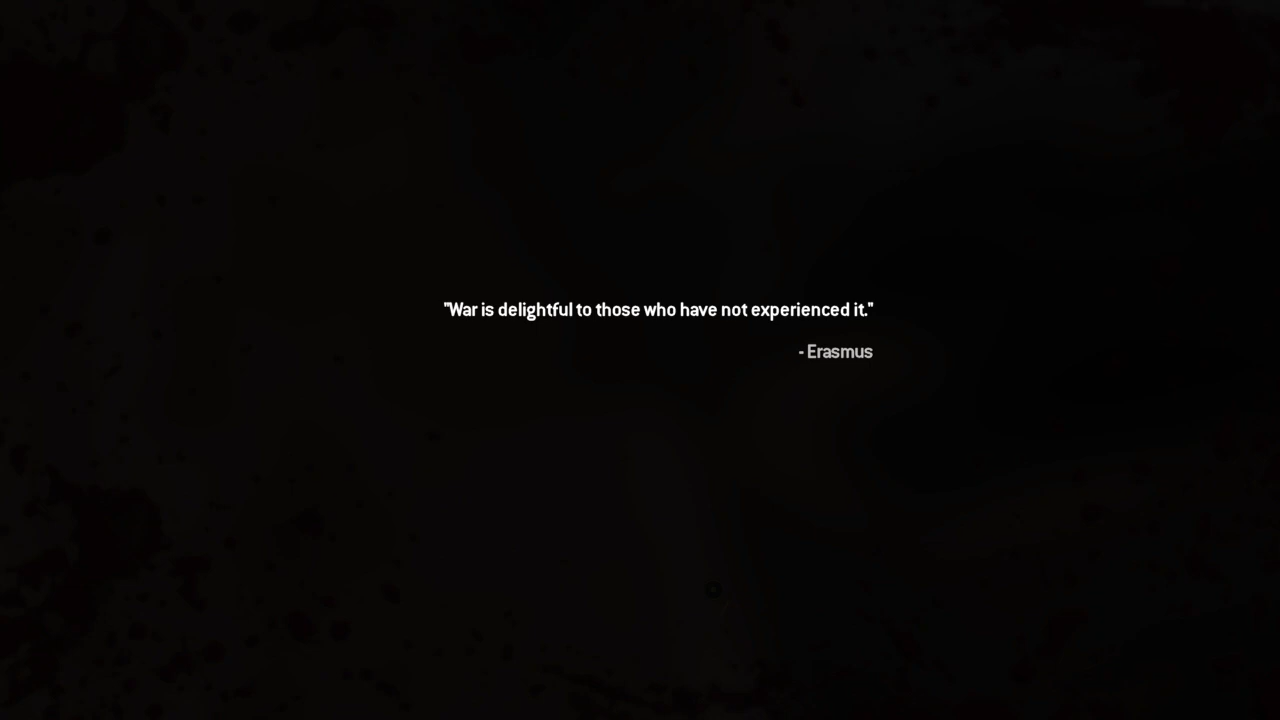 "War is delightful to those who have not experienced it."
- Erasmus